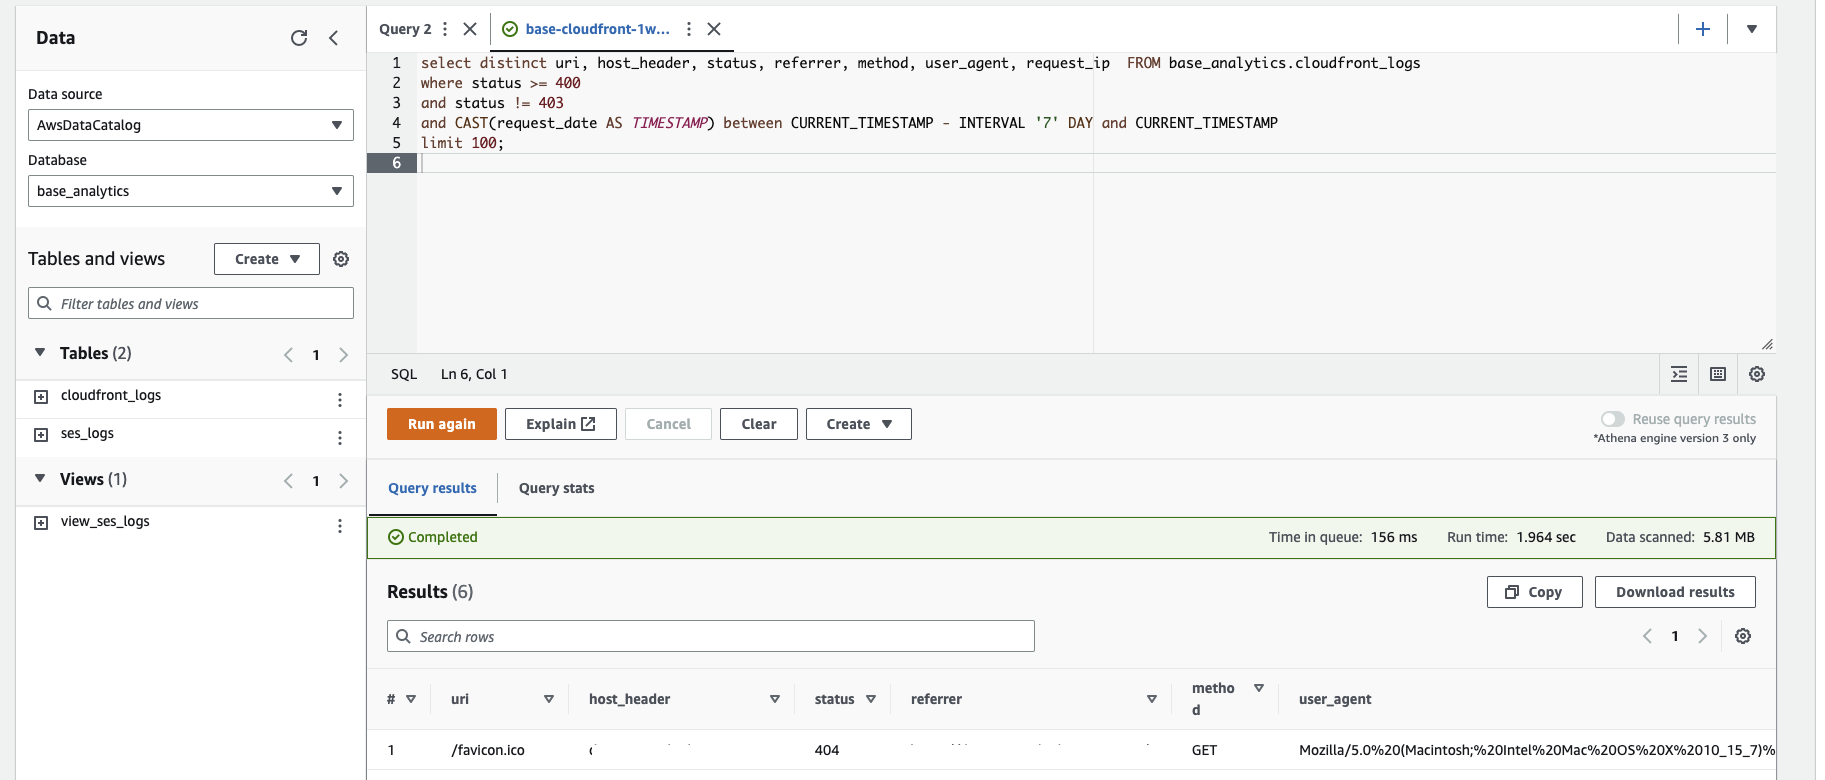 Data
Data source
AwsDataCatalog
Database
base_analytics
Tables and views
Create
Filter tables and views
Tables (2)
1
cloudfront_logs
ses_logs
Views (1)
1
view_ses_logs
Query 2
base-cloudfront-1w...
1 select distinct uri, host_header, status, referrer, method, user_agent, request_ip  FROM base_analytics.cloudfront_logs
2 where status >= 400
3 and status != 403
4 and CAST(request_date AS TIMESTAMP) between CURRENT_TIMESTAMP - INTERVAL '7' DAY and CURRENT_TIMESTAMP
5 limit 100;
6
SQL Ln 6, Col 1
Run again Explain Cancel Clear Create
Reuse query results
*Athena engine version 3 only
Query results Query stats
Completed Time in queue: 156 ms Run time: 1.964 sec Data scanned: 5.81 MB
Results (6) Copy Download results
Search rows 1
# uri host_header status referrer method user_agent
1 /favicon.ico 404 GET Mozilla/5.0%20(Macintosh;%20Intel%20Mac%20OS%20X%2010_15_7)%